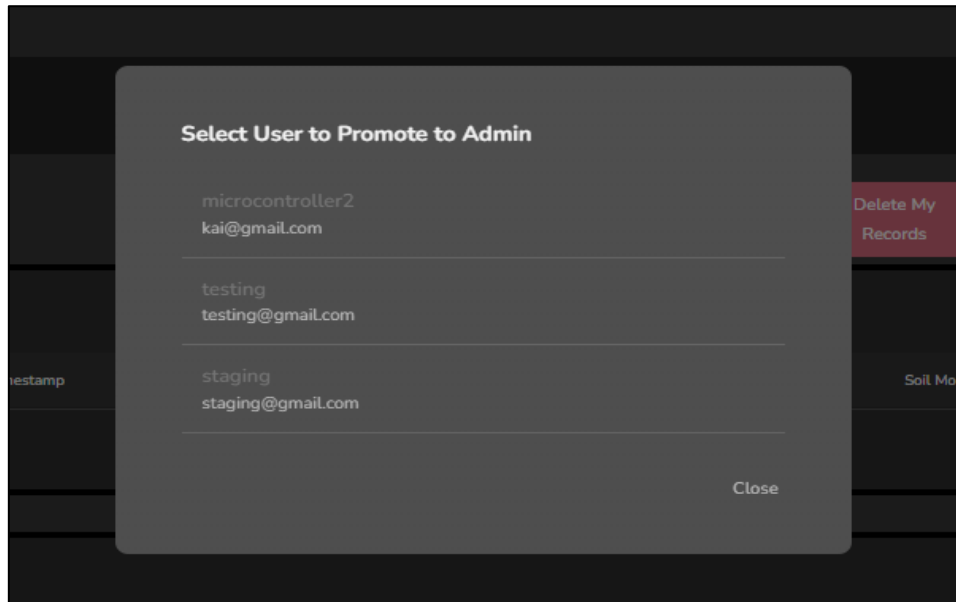 Select User to Promote to Admin
microcontroller2
kai@gmail.com
Delete My
Records
testing
testing@gmail.com
nestamp
Soil Mo
staging
staging@gmail.com
Close